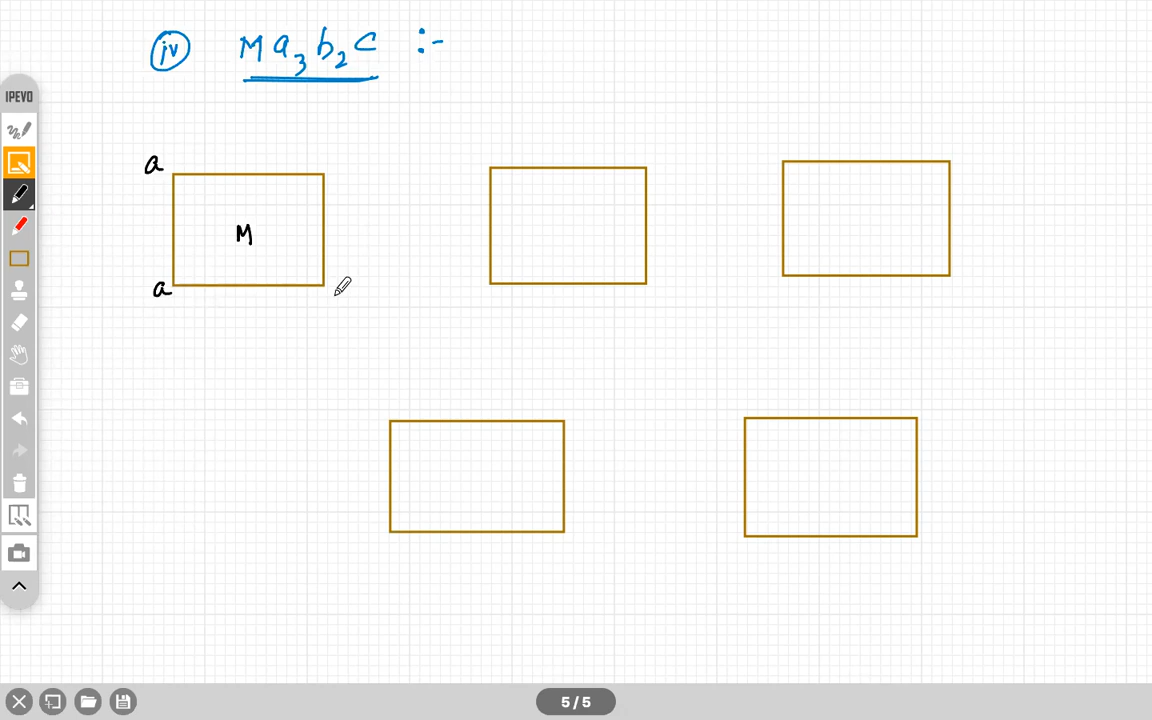 iv Ma₃b₂c :-
IPEVO
a
M
a
5 / 5